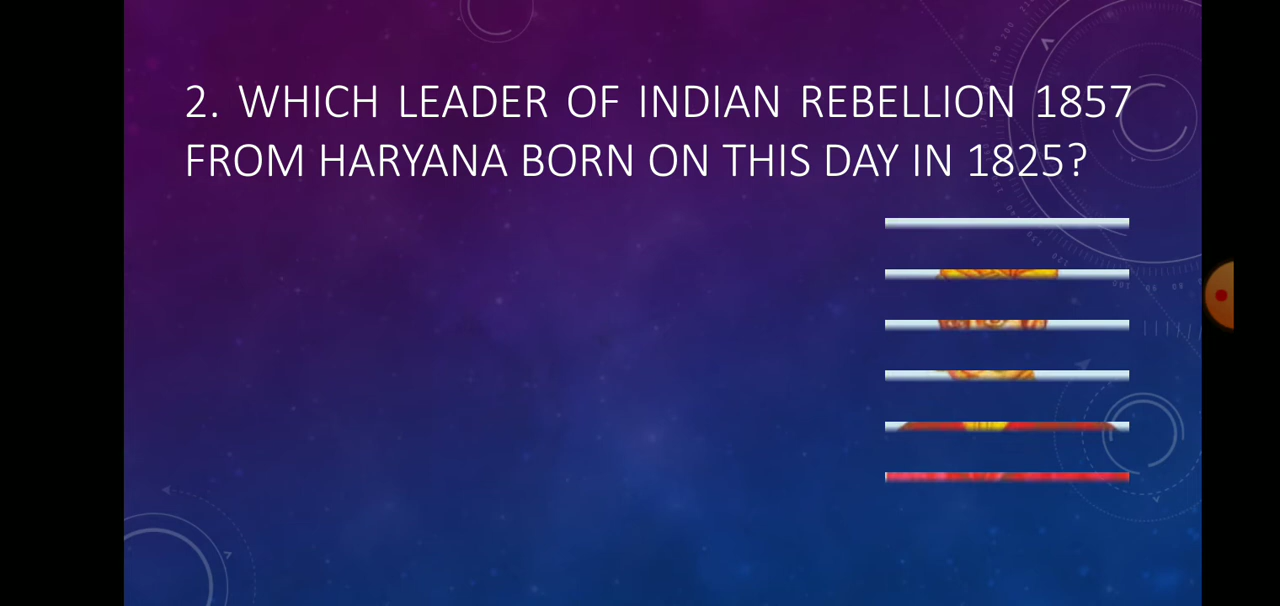 2. WHICH LEADER OF INDIAN REBELLION 1857
FROM HARYANA BORN ON THIS DAY IN 1825?